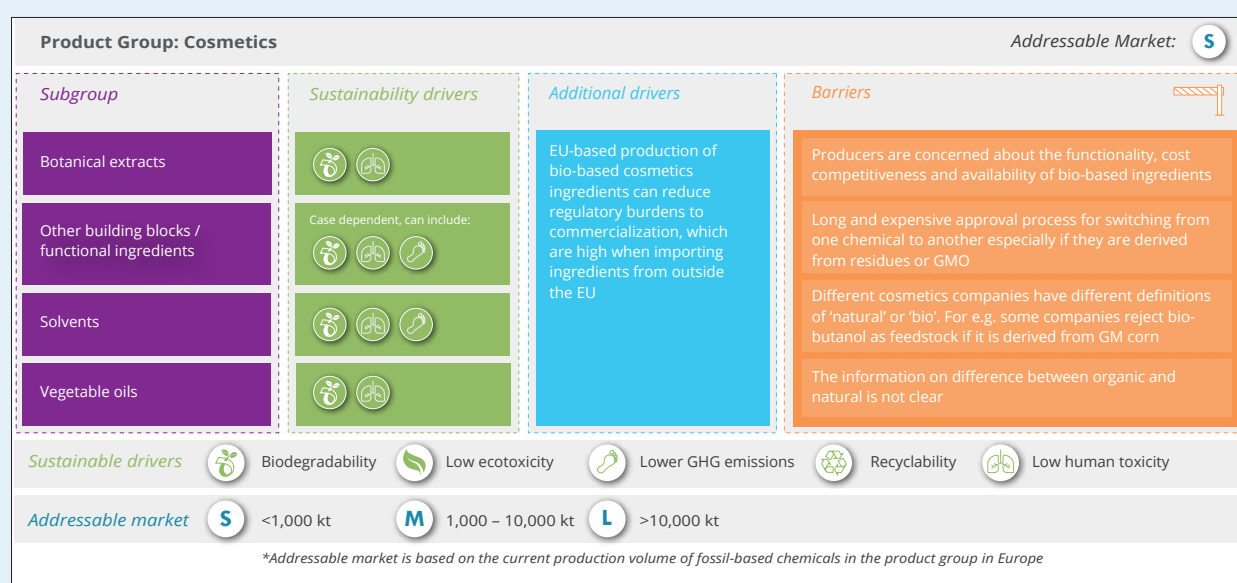 Product Group: Cosmetics
Addressable Market: S
Subgroup
Botanical extracts
Other building blocks /
functional ingredients
Solvents
Vegetable oils
Sustainability drivers
Case dependent, can include:
Additional drivers
EU-based production of
bio-based cosmetics
ingredients can reduce
regulatory burdens to
commercialization, which
are high when importing
ingredients from outside
the EU
Barriers
Producers are concerned about the functionality, cost
competitiveness and availability of bio-based ingredients
Long and expensive approval process for switching from
one chemical to another especially if they are derived
from residues or GMO
Different cosmetics companies have different definitions
of ‘natural’ or ‘bio’. For e.g. some companies reject bio-
butanol as feedstock if it is derived from GM corn
The information on difference between organic and
natural is not clear
Sustainable drivers Biodegradability Low ecotoxicity Lower GHG emissions Recyclability Low human toxicity
Addressable market S <1,000 kt M 1,000 – 10,000 kt L >10,000 kt
*Addressable market is based on the current production volume of fossil-based chemicals in the product group in Europe